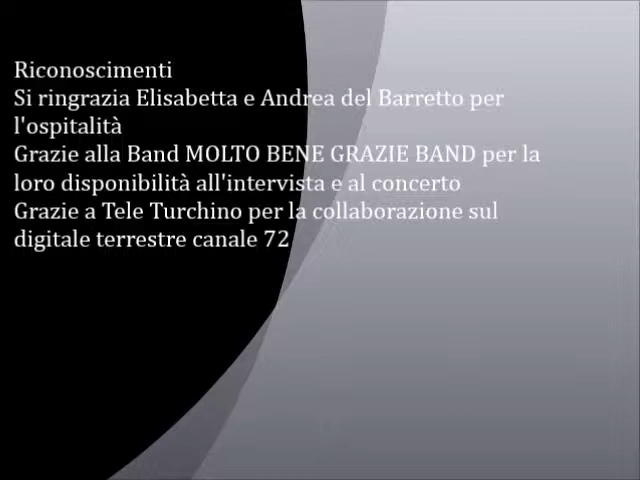 Riconoscimenti
Si ringrazia Elisabetta e Andrea del Barretto per
l'ospitalità
Grazie alla Band MOLTO BENE GRAZIE BAND per la
loro disponibilità all'intervista e al concerto
Grazie a Tele Turchino per la collaborazione sul
digitale terrestre canale 72